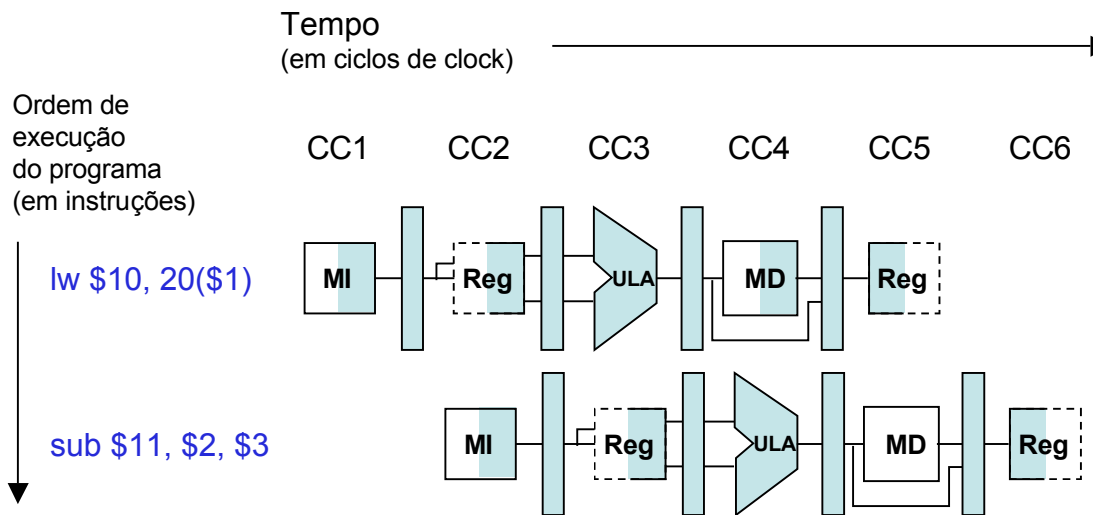 Tempo
(em ciclos de clock)
Ordem de
execução
do programa
(em instruções)
CC1 CC2 CC3 CC4 CC5 CC6
lw $10, 20($1)
MI Reg ULA MD Reg
sub $11, $2, $3
MI Reg ULA MD Reg